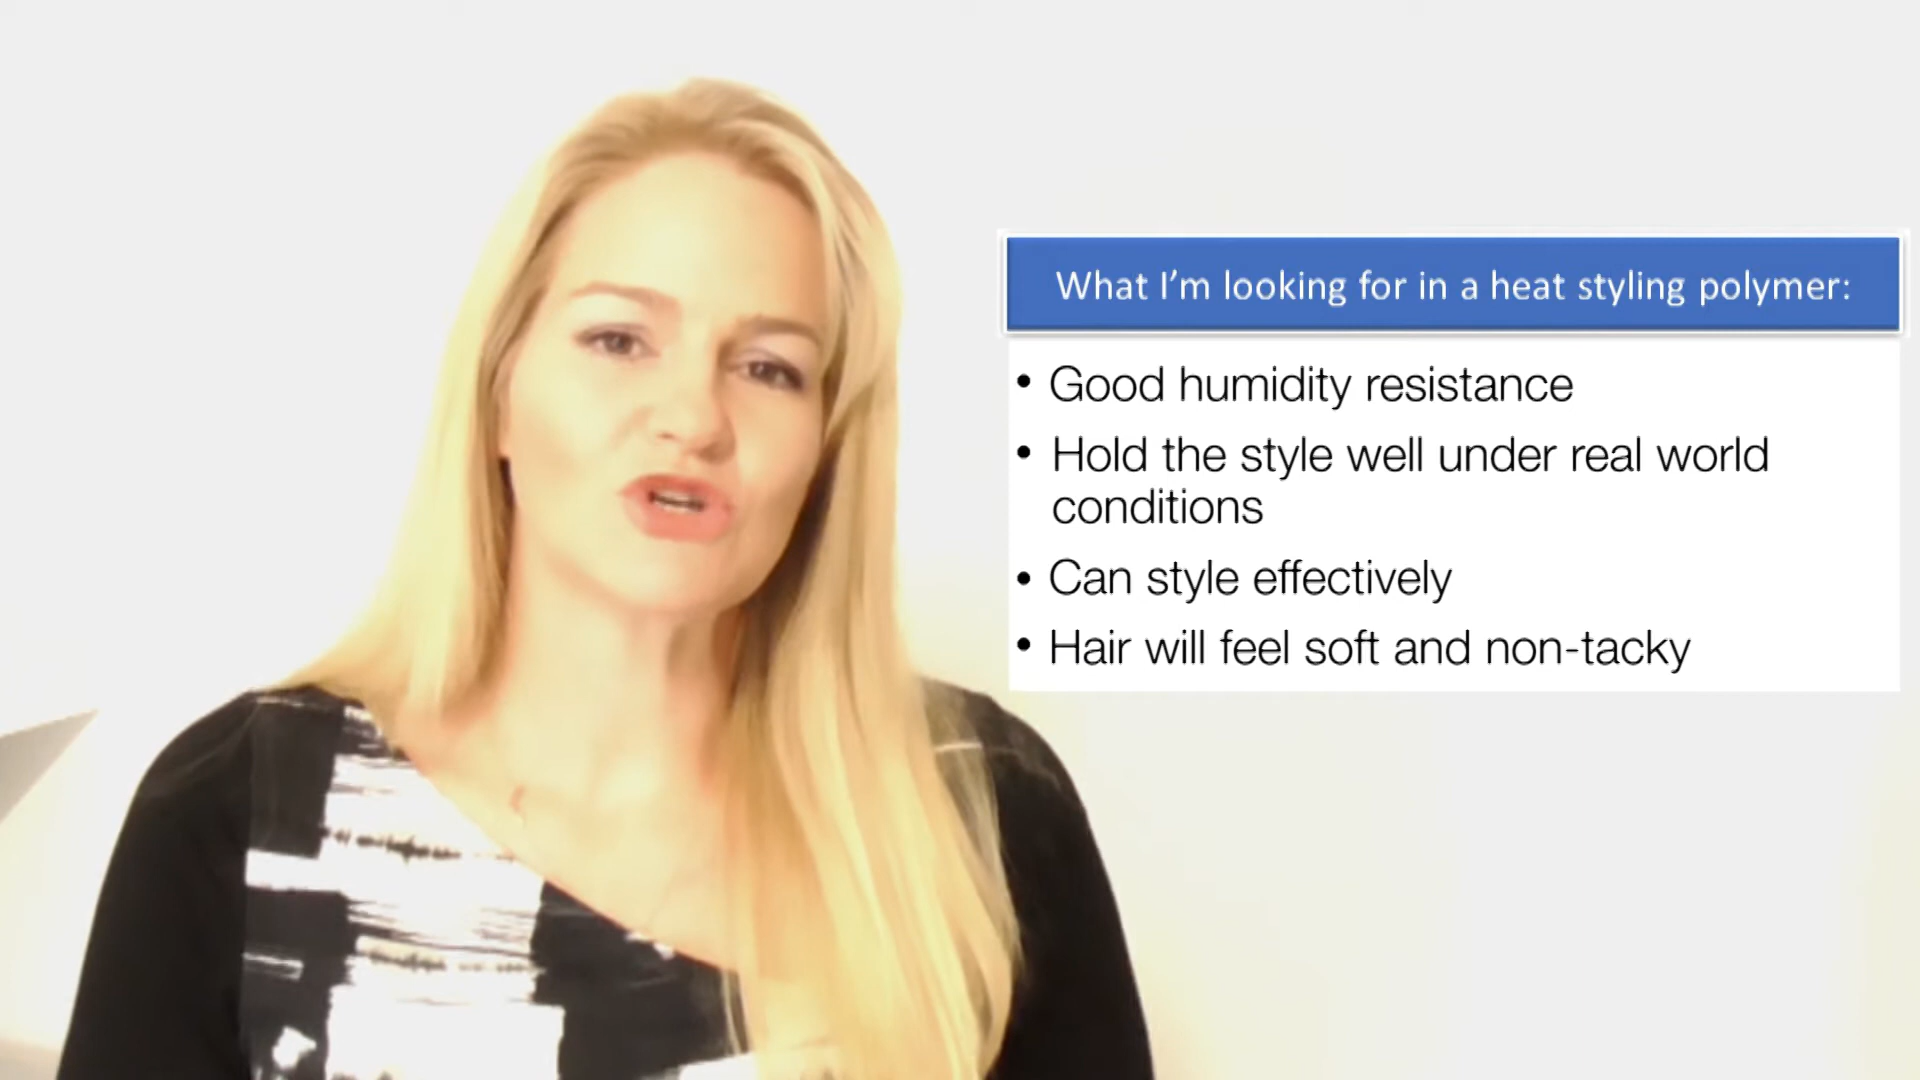 What I’m looking for in a heat styling polymer:
• Good humidity resistance
• Hold the style well under real world
conditions
• Can style effectively
• Hair will feel soft and non-tacky